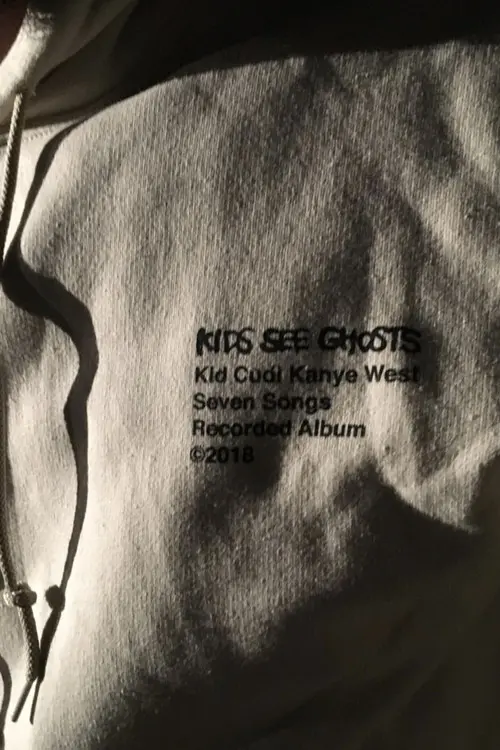 KIDS SEE GHOSTS
Kid Cudi Kanye West
Seven Songs
Recorded Album
©2018